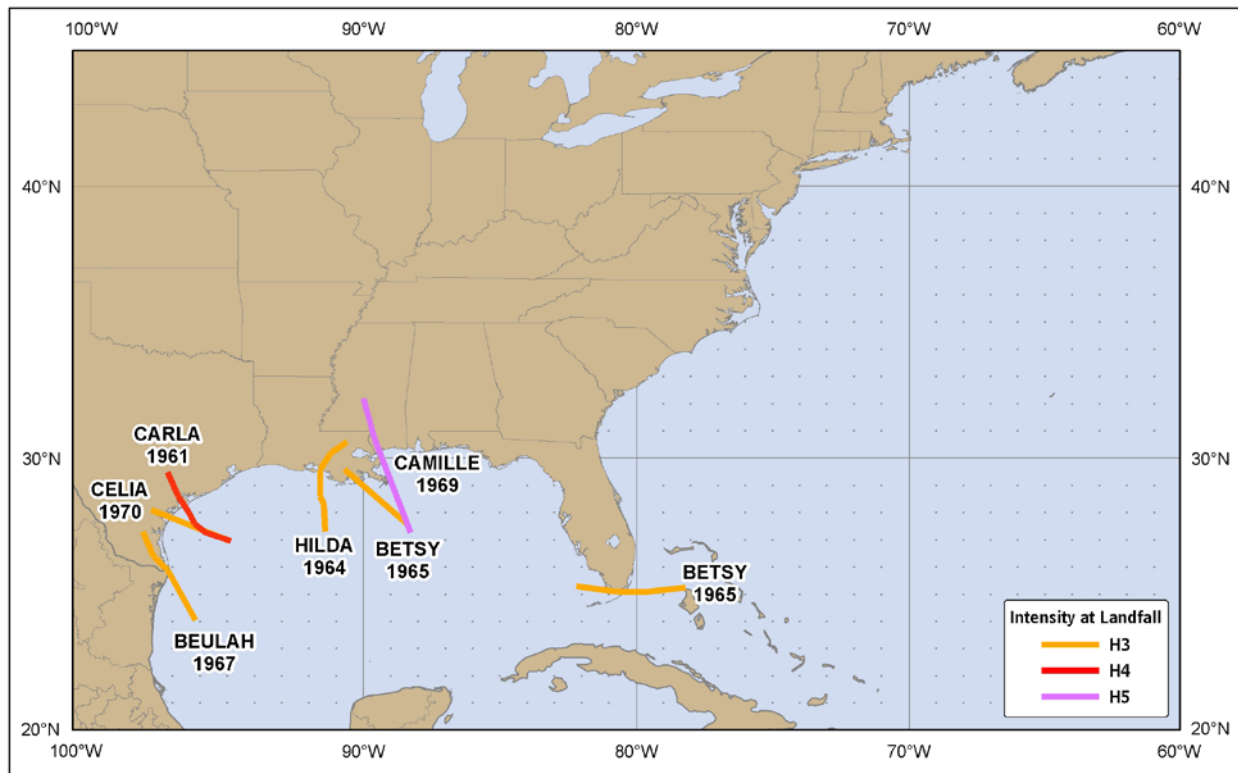 100°W 90°W 80°W 70°W 60°W
40°N 40°N
30°N 30°N
CARLA
1961
CELIA
1970
CAMILLE
1969
HILDA
1964
BETSY
1965
BETSY
1965
BEULAH
1967
Intensity at Landfall
H3
H4
H5
20°N 20°N
100°W 90°W 80°W 70°W 60°W